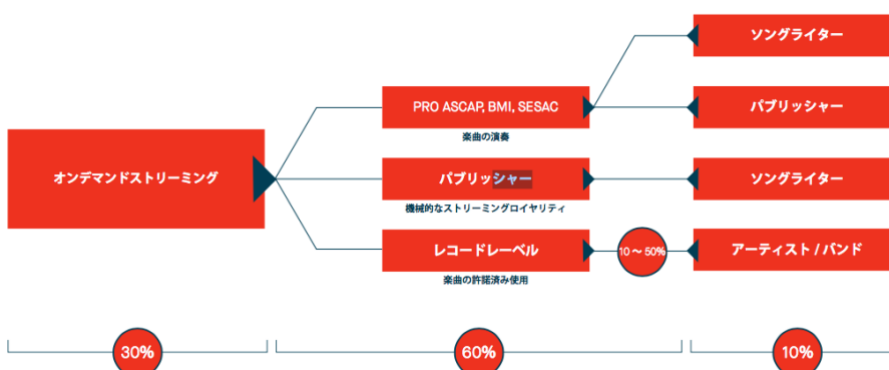 ソングライター
PRO ASCAP, BMI, SESAC
パブリッシャー
楽曲の演奏
オンデマンドストリーミング
パブリッシャー
ソングライター
機械的なストリーミングロイヤリティ
レコードレーベル
10〜50%
アーティスト / バンド
楽曲の許諾済み使用
30%
60%
10%